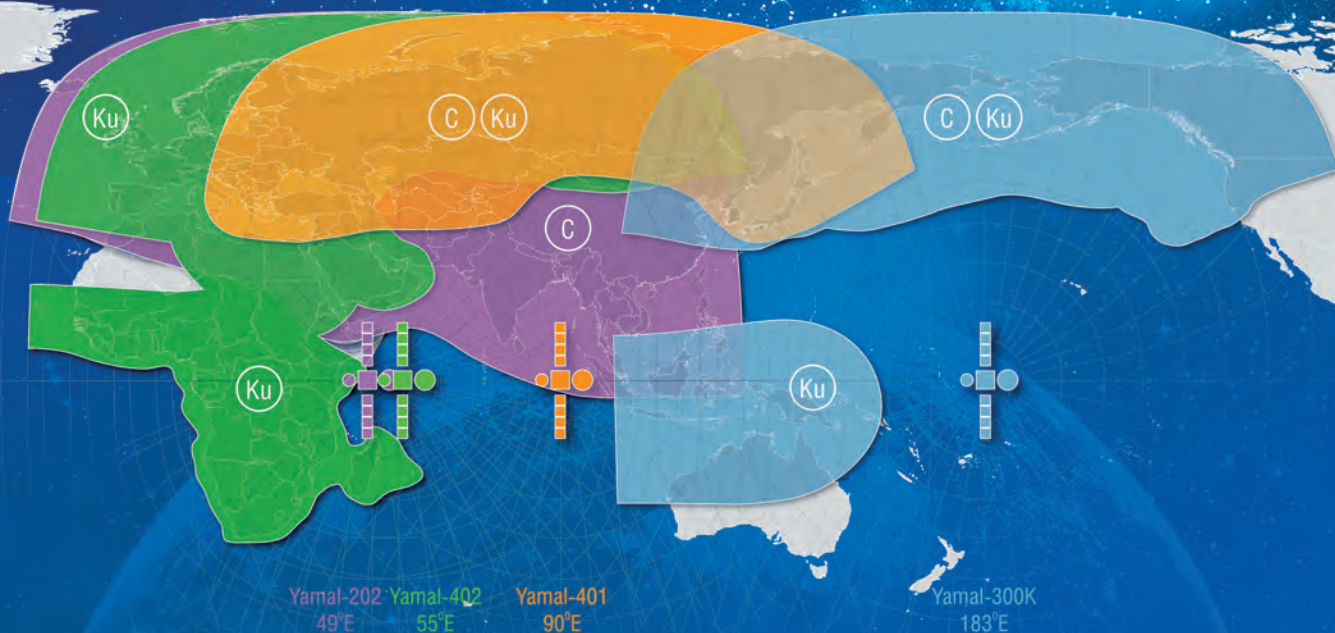 Ku
C Ku
C Ku
C
Ku
Ku
Yamal-202 Yamal-402 Yamal-401 Yamal-300K
49°E 55°E 90°E 183°E